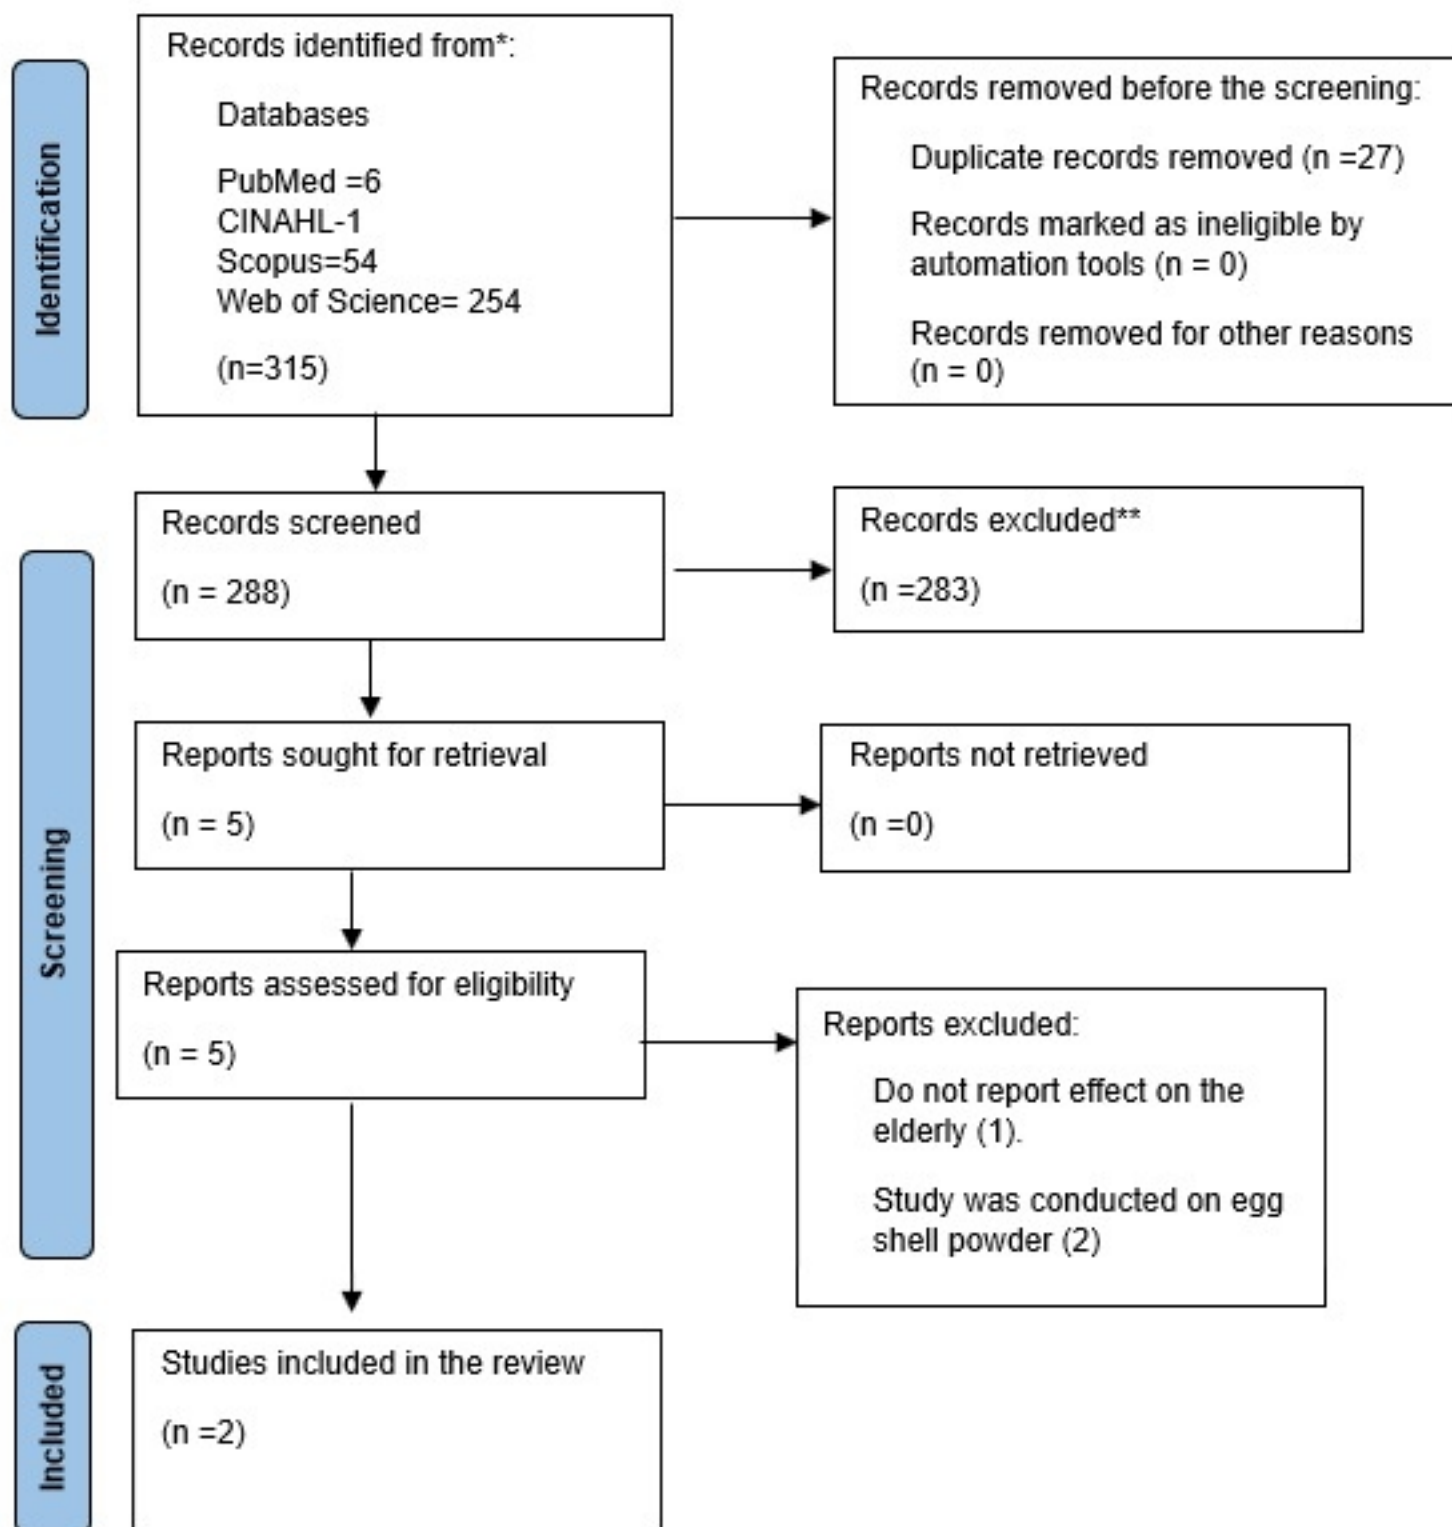 Identification
Records identified from*:
Databases
PubMed =6
CINAHL-1
Scopus=54
Web of Science= 254
(n=315)
Records removed before the screening:
Duplicate records removed (n =27)
Records marked as ineligible by
automation tools (n = 0)
Records removed for other reasons
(n = 0)
Screening
Records screened
(n = 288)
Records excluded**
(n =283)
Reports sought for retrieval
(n = 5)
Reports not retrieved
(n =0)
Reports assessed for eligibility
(n = 5)
Reports excluded:
Do not report effect on the
elderly (1).
Study was conducted on egg
shell powder (2)
Included
Studies included in the review
(n =2)